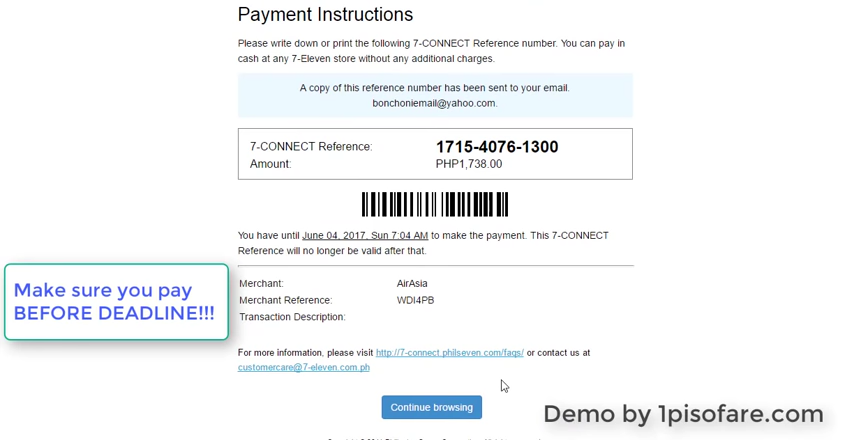 Payment Instructions
Please write down or print the following 7-CONNECT Reference number. You can pay in
cash at any 7-Eleven store without any additional charges.
A copy of this reference number has been sent to your email.
bonchoniemail@yahoo.com.
7-CONNECT Reference: 1715-4076-1300
Amount: PHP1,738.00
You have until June 04, 2017, Sun 7:04 AM to make the payment. This 7-CONNECT
Reference will no longer be valid after that.
Make sure you pay
BEFORE DEADLINE!!!
Merchant: AirAsia
Merchant Reference: WDI4PB
Transaction Description:
For more information, please visit http://7-connect.philseven.com/faqs/ or contact us at
customercare@7-eleven.com.ph
Continue browsing
Demo by 1pisofare.com